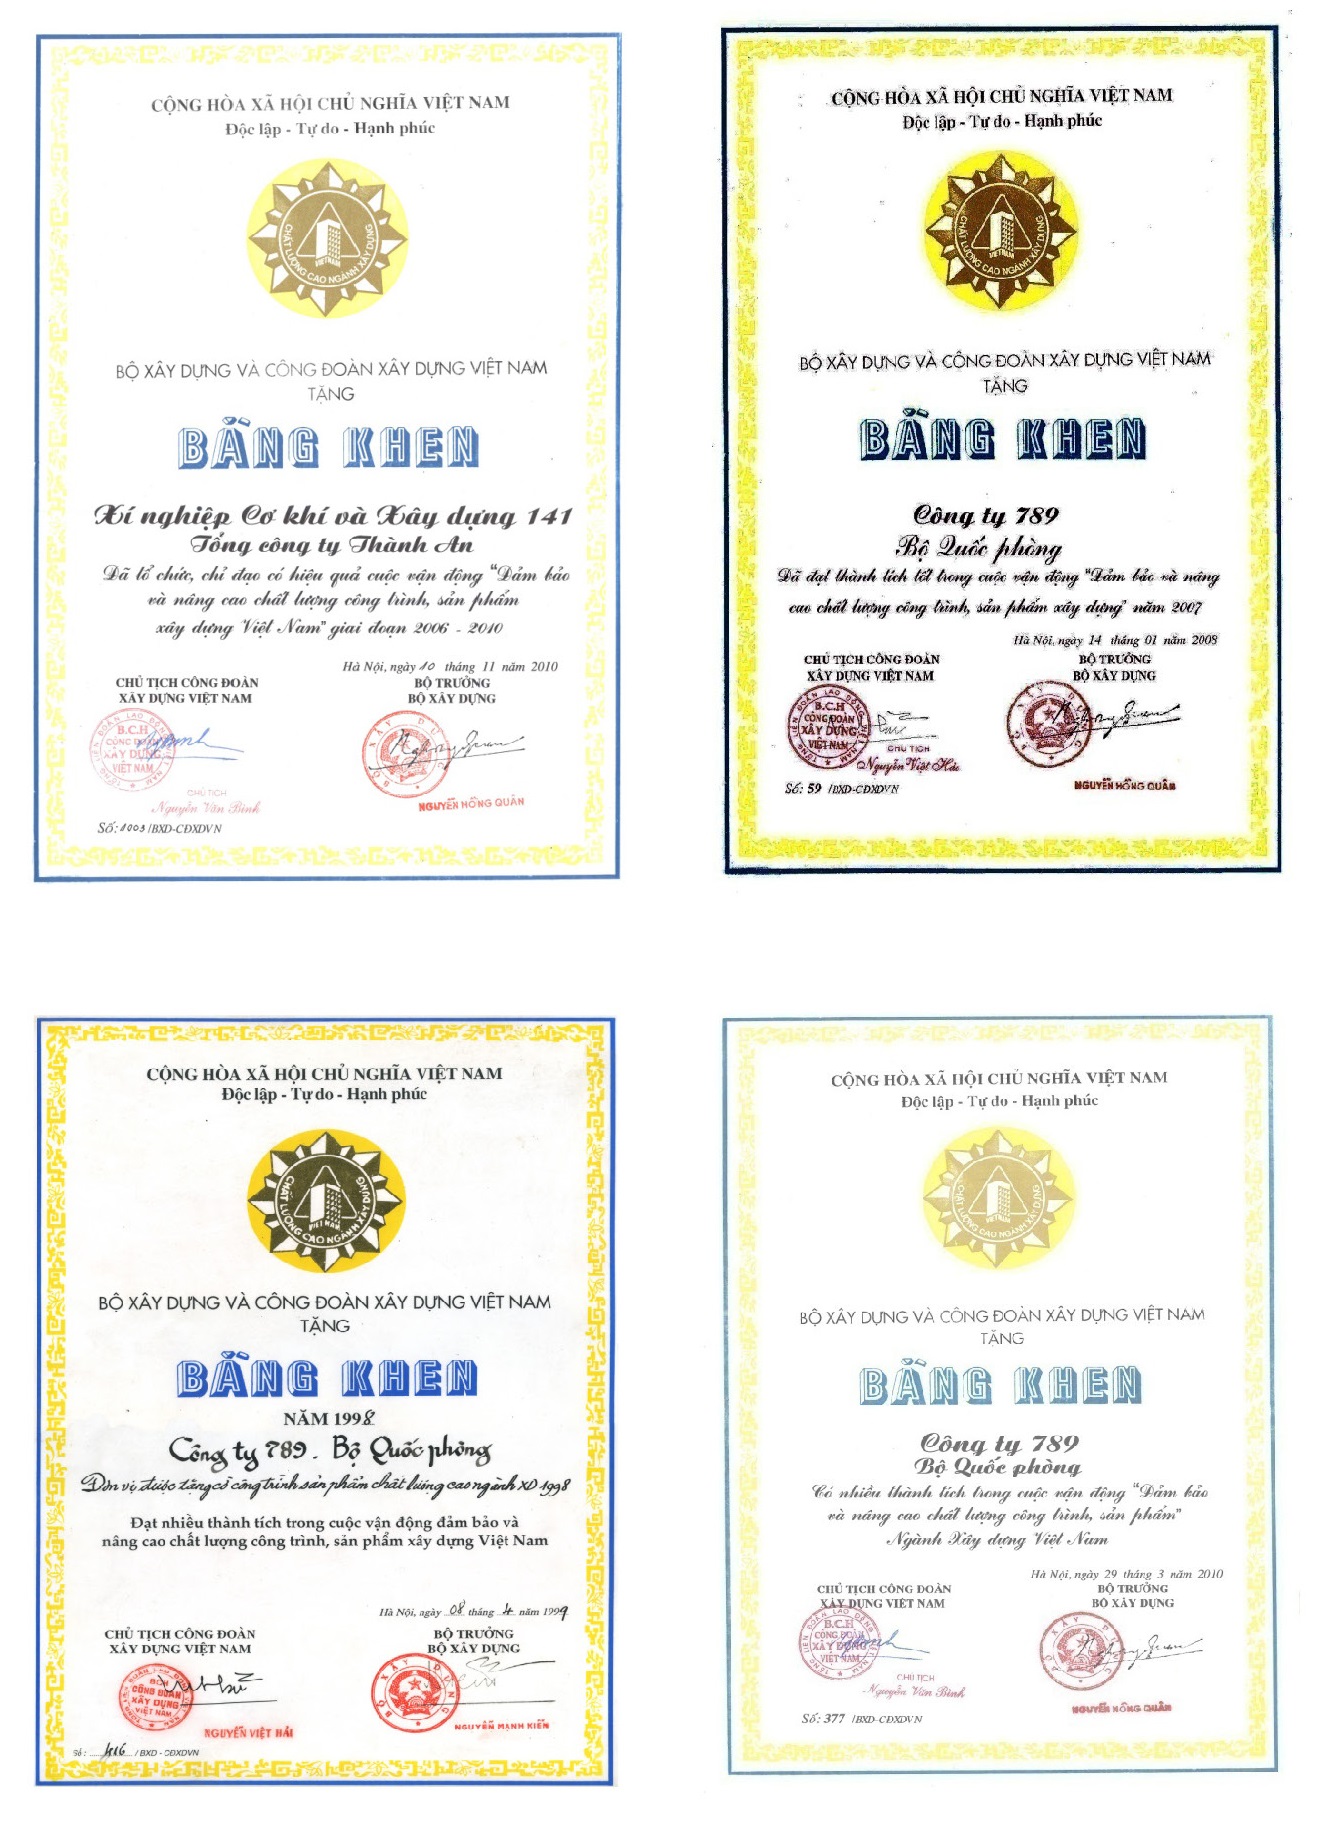 CỘNG HÒA XÃ HỘI CHỦ NGHĨA VIỆT NAM
Độc lập - Tự do - Hạnh phúc
CHẤT LƯỢNG CAO NGÀNH XÂY DỰNG
VIETNAM
BỘ XÂY DỰNG VÀ CÔNG ĐOÀN XÂY DỰNG VIỆT NAM
TẶNG
BẰNG KHEN
Xí nghiệp Cơ khí và Xây dựng 141
Tổng công ty Thành An
Đã tổ chức, chỉ đạo có hiệu quả cuộc vận động "Đảm bảo
và nâng cao chất lượng công trình, sản phẩm
xây dựng Việt Nam" giai đoạn 2006 - 2010
Hà Nội, ngày 10 tháng 11 năm 2010
CHỦ TỊCH CÔNG ĐOÀN
XÂY DỰNG VIỆT NAM
BỘ TRƯỞNG
BỘ XÂY DỰNG
B.C.H
CÔNG ĐOÀN
XÂY DỰNG
VIỆT NAM
CHỦ TỊCH
Nguyễn Văn Bình
NGUYỄN HỒNG QUÂN
Số: 1003 /BXD-CĐXDVN
CỘNG HÒA XÃ HỘI CHỦ NGHĨA VIỆT NAM
Độc lập - Tự do - Hạnh phúc
CHẤT LƯỢNG CAO NGÀNH XÂY DỰNG
VIETNAM
BỘ XÂY DỰNG VÀ CÔNG ĐOÀN XÂY DỰNG VIỆT NAM
TẶNG
BẰNG KHEN
Công ty 789
Bộ Quốc phòng
Đã đạt thành tích tốt trong cuộc vận động "Đảm bảo và nâng
cao chất lượng công trình, sản phẩm xây dựng" năm 2007
Hà Nội, ngày 14 tháng 01 năm 2008
CHỦ TỊCH CÔNG ĐOÀN
XÂY DỰNG VIỆT NAM
BỘ TRƯỞNG
BỘ XÂY DỰNG
B.C.H
CÔNG ĐOÀN
XÂY DỰNG
VIỆT NAM
CHỦ TỊCH
Nguyễn Viết Hải
NGUYỄN HỒNG QUÂN
Số: 59 /BXD-CĐXDVN
CỘNG HÒA XÃ HỘI CHỦ NGHĨA VIỆT NAM
Độc lập - Tự do - Hạnh phúc
CHẤT LƯỢNG CAO NGÀNH XÂY DỰNG
VIET NAM
BỘ XÂY DỰNG VÀ CÔNG ĐOÀN XÂY DỰNG VIỆT NAM
TẶNG
BẰNG KHEN
NĂM 1998
Công ty 789. Bộ Quốc phòng
Đơn vị được tặng có công trình sản phẩm chất lượng cao ngành XD 1998
Đạt nhiều thành tích trong cuộc vận động đảm bảo và
nâng cao chất lượng công trình, sản phẩm xây dựng Việt Nam
Hà Nội, ngày 08 tháng 4 năm 1999
CHỦ TỊCH CÔNG ĐOÀN
XÂY DỰNG VIỆT NAM
BỘ TRƯỞNG
BỘ XÂY DỰNG
CÔNG ĐOÀN
XÂY DỰNG
VIỆT NAM
NGUYỄN VIẾT HẢI
NGUYỄN MẠNH KIỂM
Số: 416 / BXD - CĐXDVN
CỘNG HÒA XÃ HỘI CHỦ NGHĨA VIỆT NAM
Độc lập - Tự do - Hạnh phúc
CHẤT LƯỢNG CAO NGÀNH XÂY DỰNG
VIETNAM
BỘ XÂY DỰNG VÀ CÔNG ĐOÀN XÂY DỰNG VIỆT NAM
TẶNG
BẰNG KHEN
Công ty 789
Bộ Quốc phòng
Có nhiều thành tích trong cuộc vận động "Đảm bảo
và nâng cao chất lượng công trình, sản phẩm"
Ngành Xây dựng Việt Nam
Hà Nội, ngày 29 tháng 3 năm 2010
CHỦ TỊCH CÔNG ĐOÀN
XÂY DỰNG VIỆT NAM
BỘ TRƯỞNG
BỘ XÂY DỰNG
B.C.H
CÔNG ĐOÀN
XÂY DỰNG
VIỆT NAM
CHỦ TỊCH
Nguyễn Văn Bình
NGUYỄN HỒNG QUÂN
Số: 377 /BXD-CĐXDVN